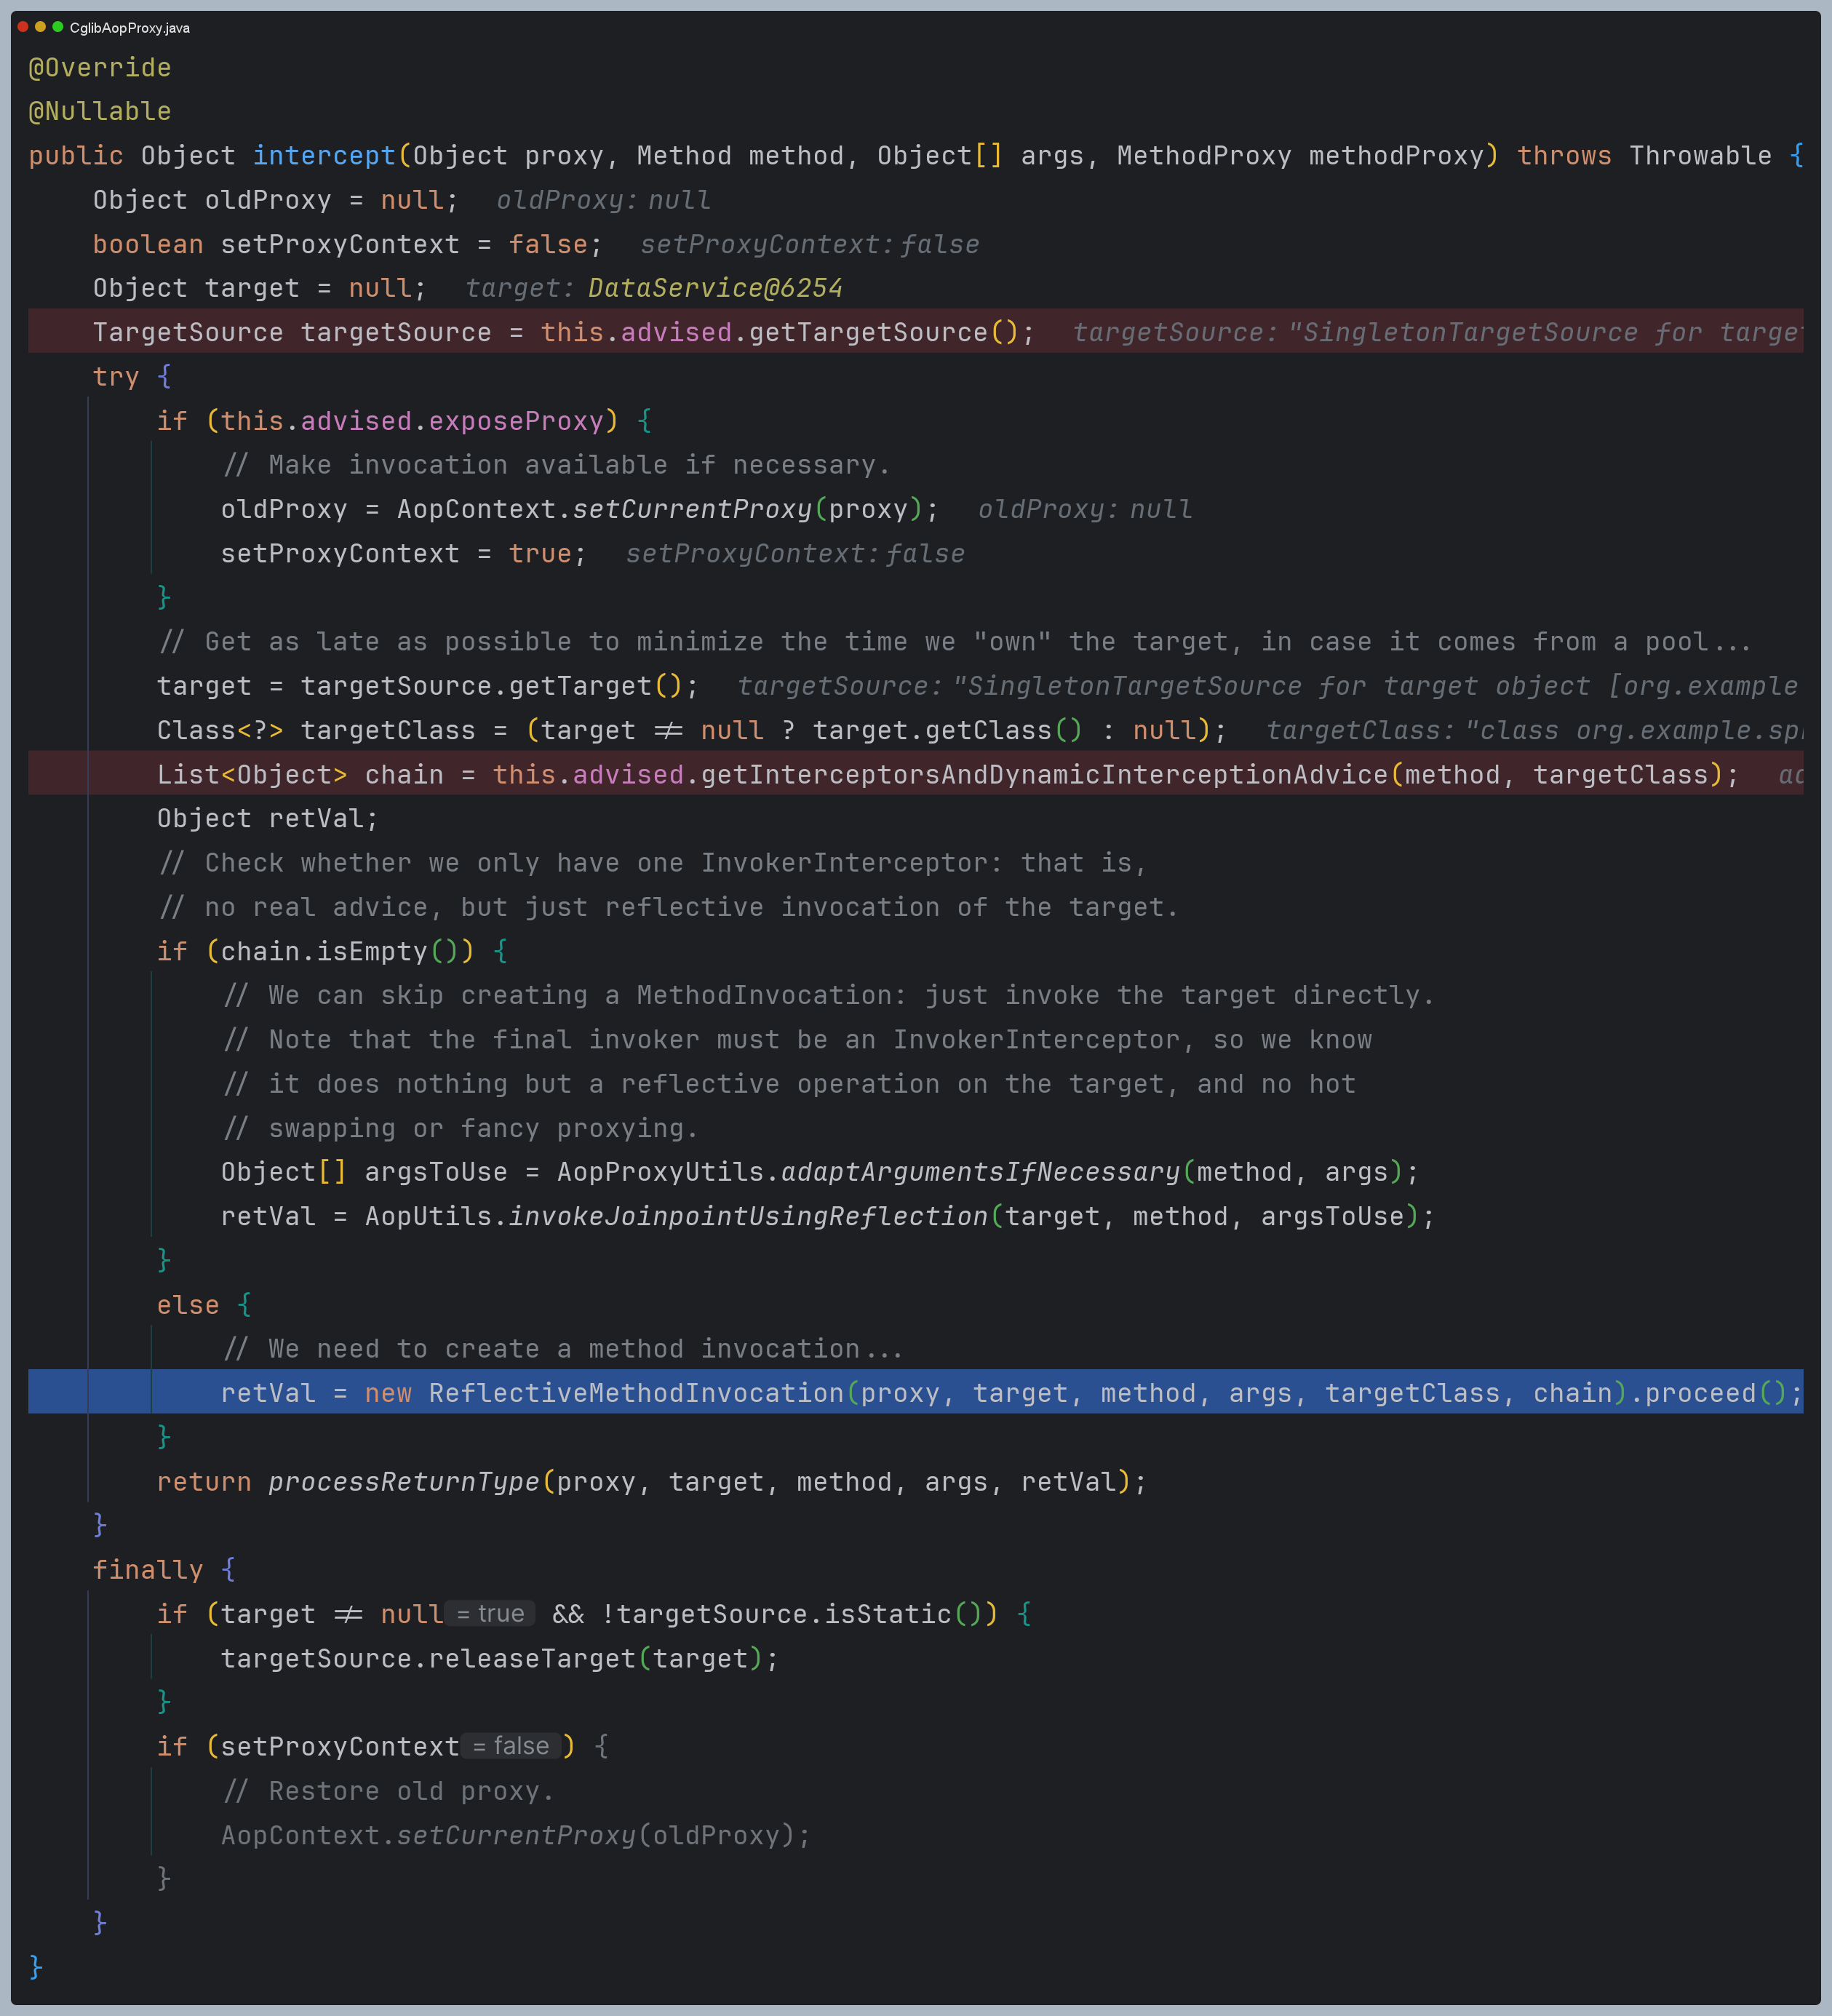 CglibAopProxy.java
@Override
@Nullable
public Object intercept(Object proxy, Method method, Object[] args, MethodProxy methodProxy) throws Throwable {
    Object oldProxy = null;   oldProxy: null
    boolean setProxyContext = false;   setProxyContext: false
    Object target = null;   target: DataService@6254
    TargetSource targetSource = this.advised.getTargetSource();   targetSource: "SingletonTargetSource for target
    try {
        if (this.advised.exposeProxy) {
            // Make invocation available if necessary.
            oldProxy = AopContext.setCurrentProxy(proxy);   oldProxy: null
            setProxyContext = true;   setProxyContext: false
        }
        // Get as late as possible to minimize the time we "own" the target, in case it comes from a pool...
        target = targetSource.getTarget();   targetSource: "SingletonTargetSource for target object [org.example
        Class<?> targetClass = (target != null ? target.getClass() : null);   targetClass: "class org.example.sp
        List<Object> chain = this.advised.getInterceptorsAndDynamicInterceptionAdvice(method, targetClass);   ad
        Object retVal;
        // Check whether we only have one InvokerInterceptor: that is,
        // no real advice, but just reflective invocation of the target.
        if (chain.isEmpty()) {
            // We can skip creating a MethodInvocation: just invoke the target directly.
            // Note that the final invoker must be an InvokerInterceptor, so we know
            // it does nothing but a reflective operation on the target, and no hot
            // swapping or fancy proxying.
            Object[] argsToUse = AopProxyUtils.adaptArgumentsIfNecessary(method, args);
            retVal = AopUtils.invokeJoinpointUsingReflection(target, method, argsToUse);
        }
        else {
            // We need to create a method invocation...
            retVal = new ReflectiveMethodInvocation(proxy, target, method, args, targetClass, chain).proceed();
        }
        return processReturnType(proxy, target, method, args, retVal);
    }
    finally {
        if (target != null = true && !targetSource.isStatic()) {
            targetSource.releaseTarget(target);
        }
        if (setProxyContext = false ) {
            // Restore old proxy.
            AopContext.setCurrentProxy(oldProxy);
        }
    }
}